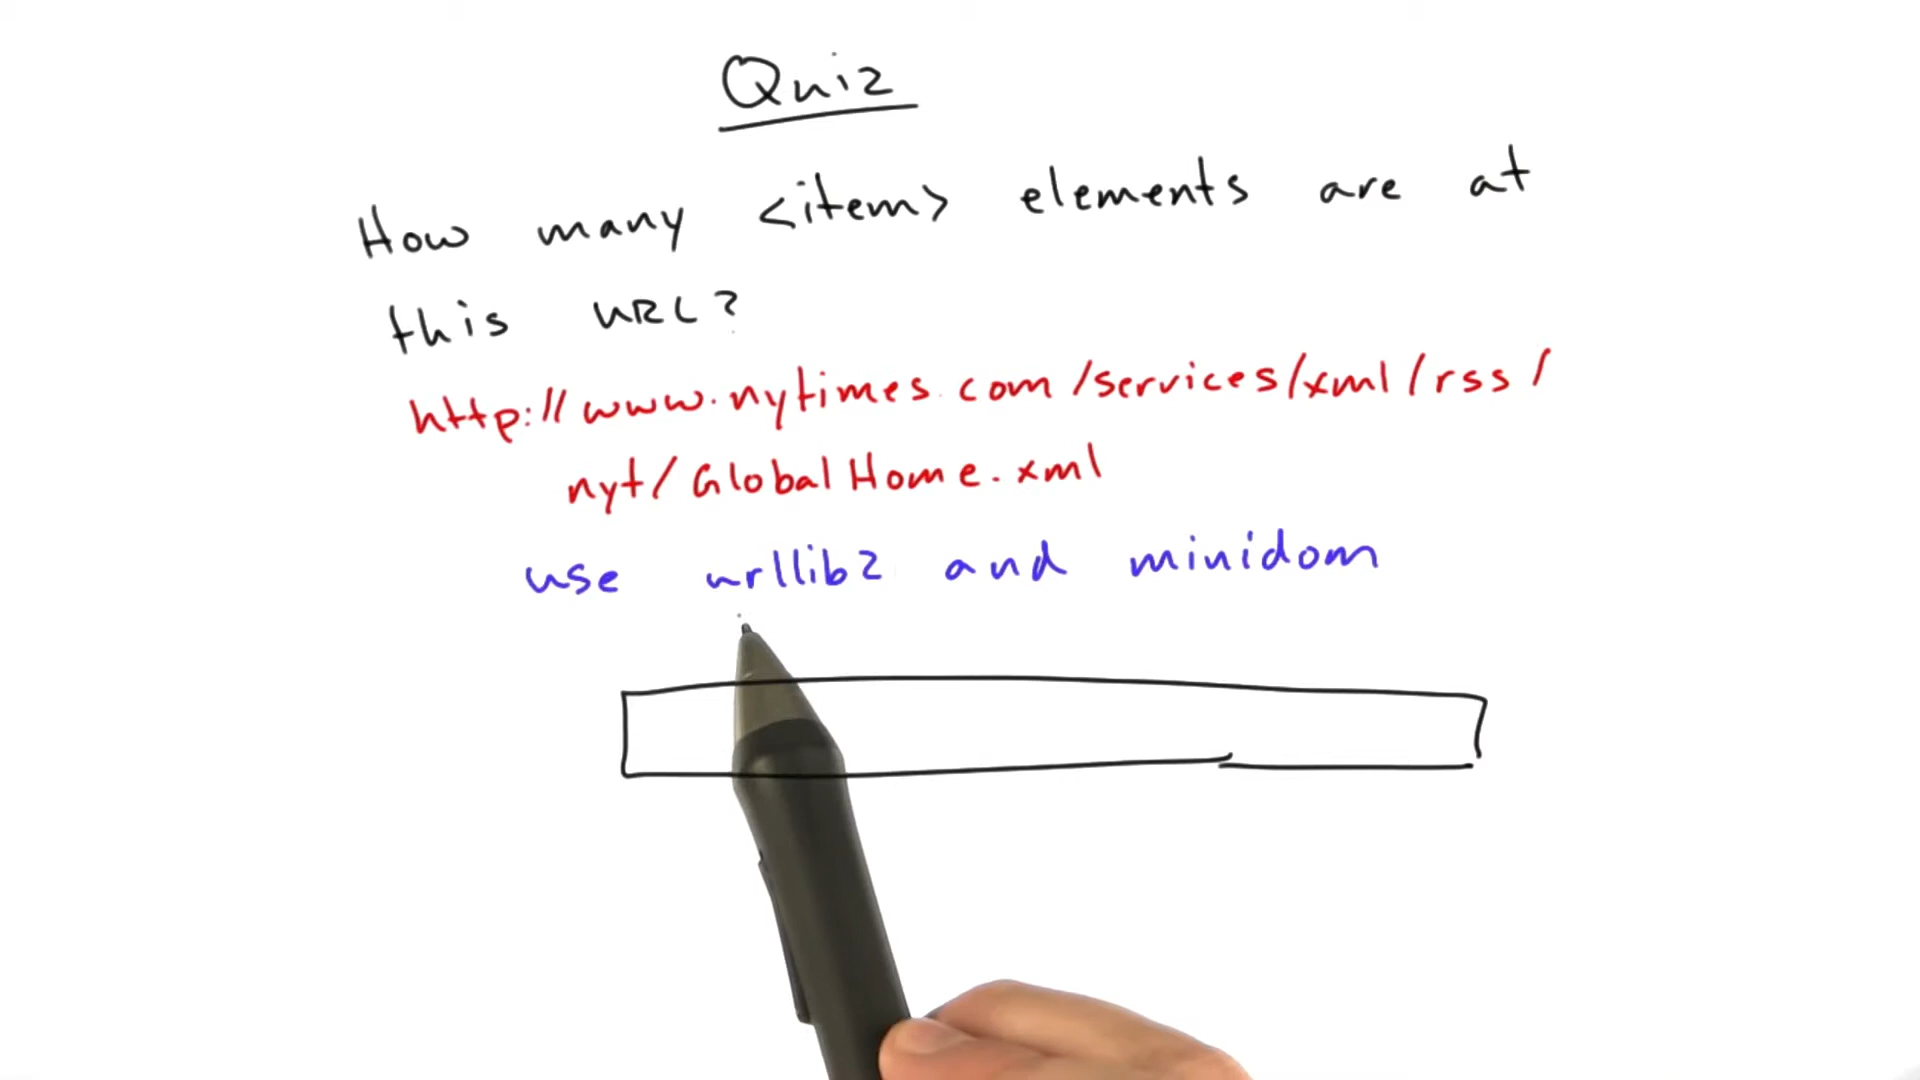 Quiz
How many <item> elements are at
this URL?
http://www.nytimes.com/services/xml/rss/
nyt/GlobalHome.xml
use urllib2 and minidom